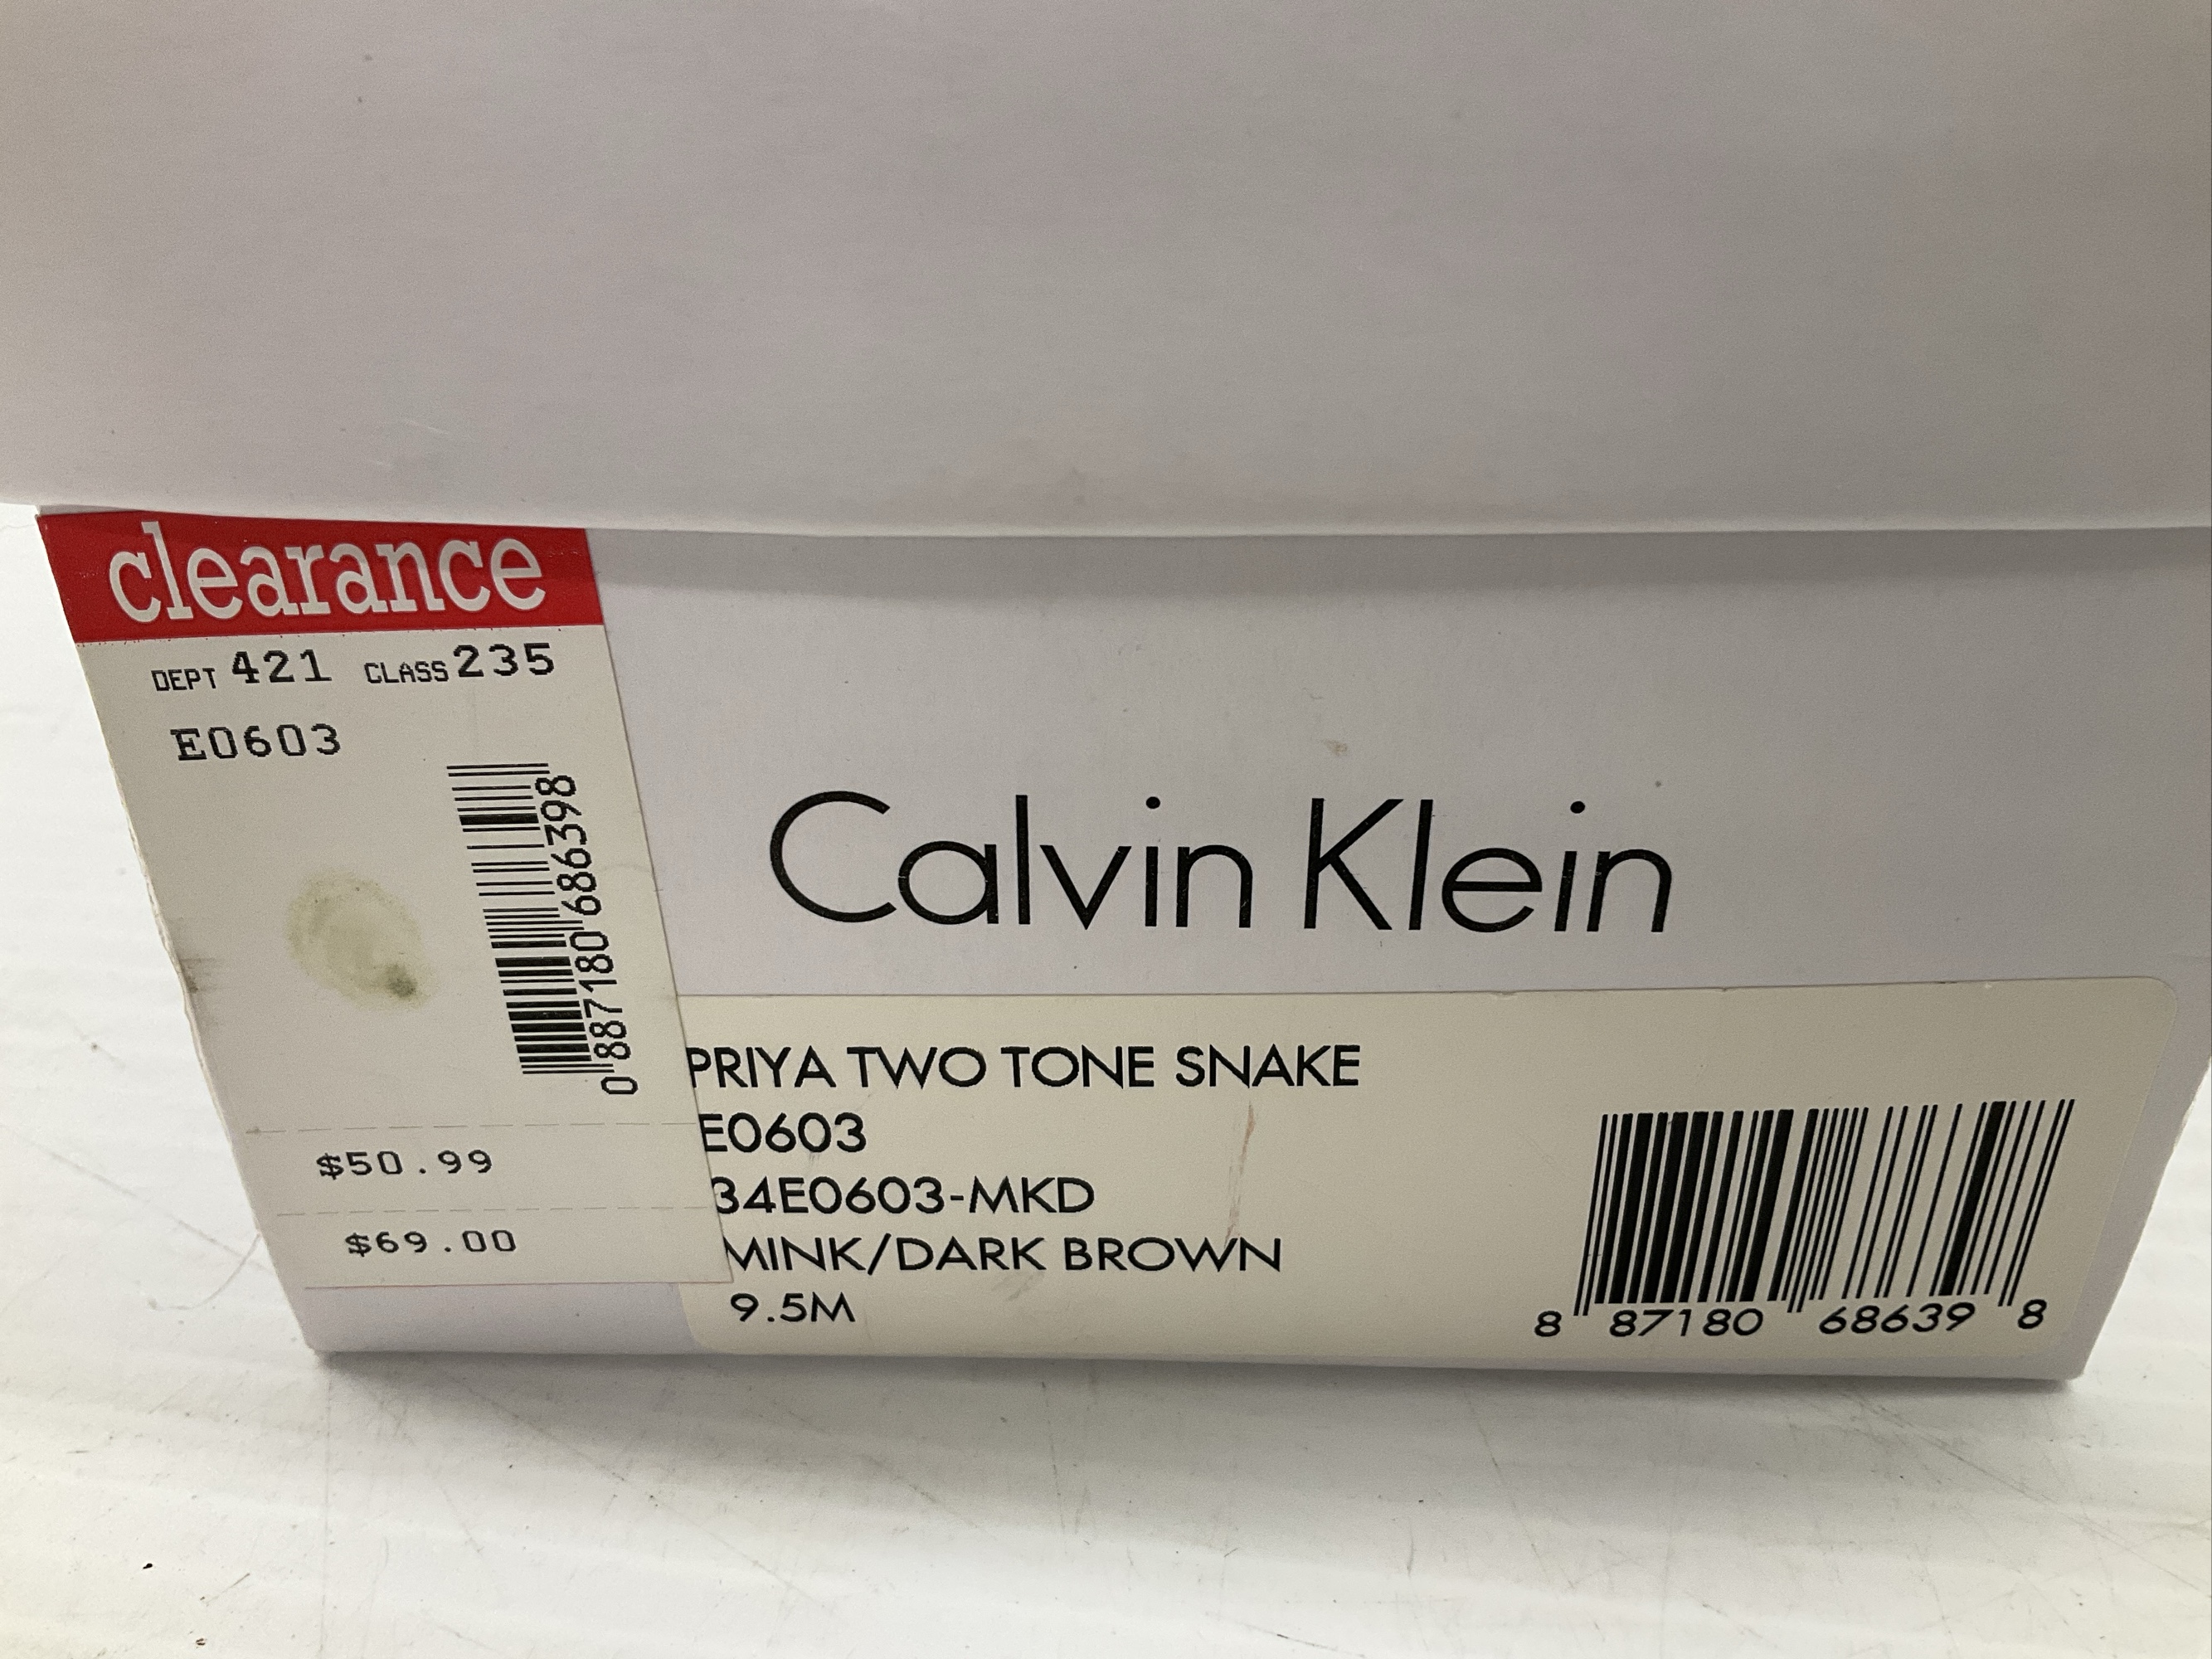 clearance
DEPT 421 CLASS 235
E0603
0 887180 686398
$50.99
$69.00
Calvin Klein
PRIYA TWO TONE SNAKE
E0603
34E0603-MKD
MINK/DARK BROWN
9.5M
8 87180 68639 8